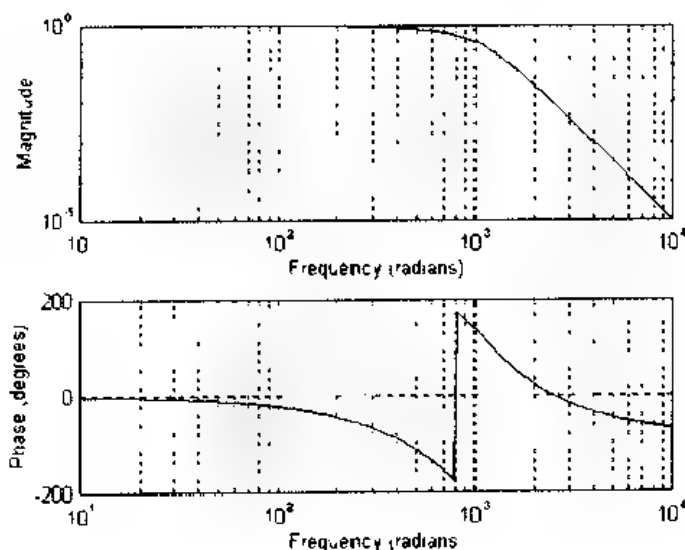 10⁰
Magnitude
10⁻⁵
10 10² 10³ 10⁴
Frequency (radians)
200
0
-200
Phase (degrees)
10¹ 10² 10³ 10⁴
Frequency (radians